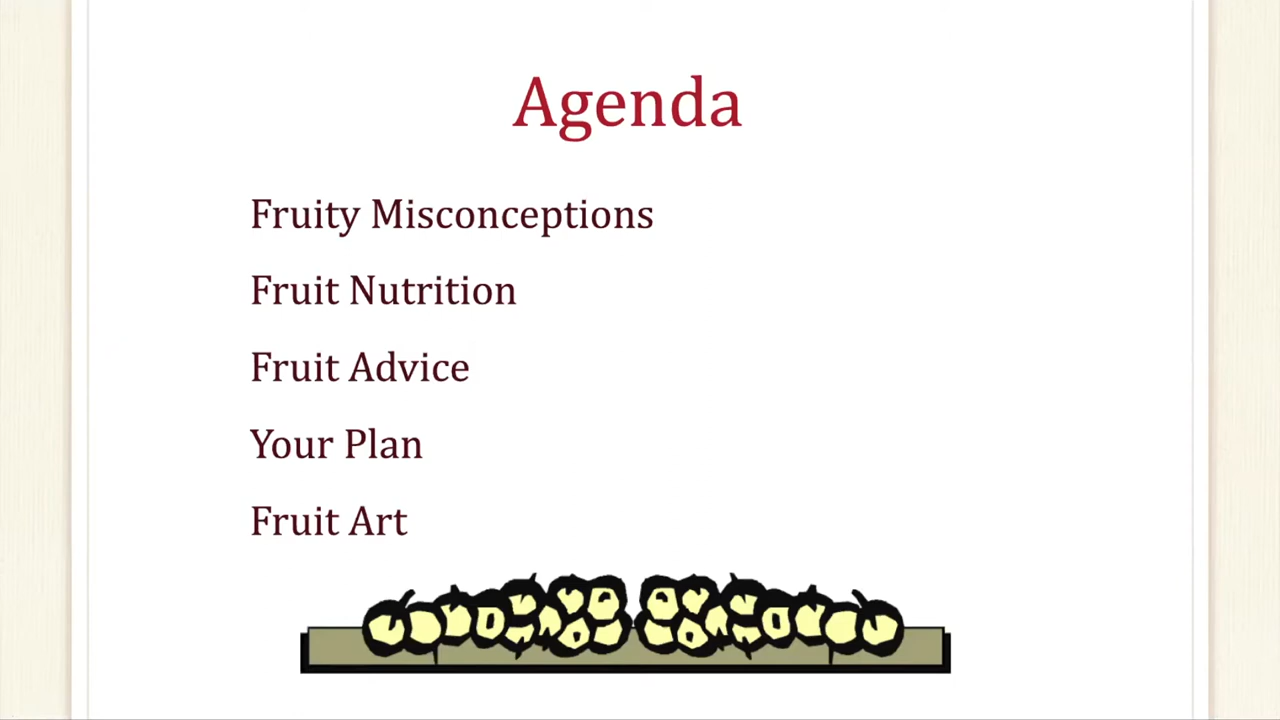 Agenda
Fruity Misconceptions
Fruit Nutrition
Fruit Advice
Your Plan
Fruit Art